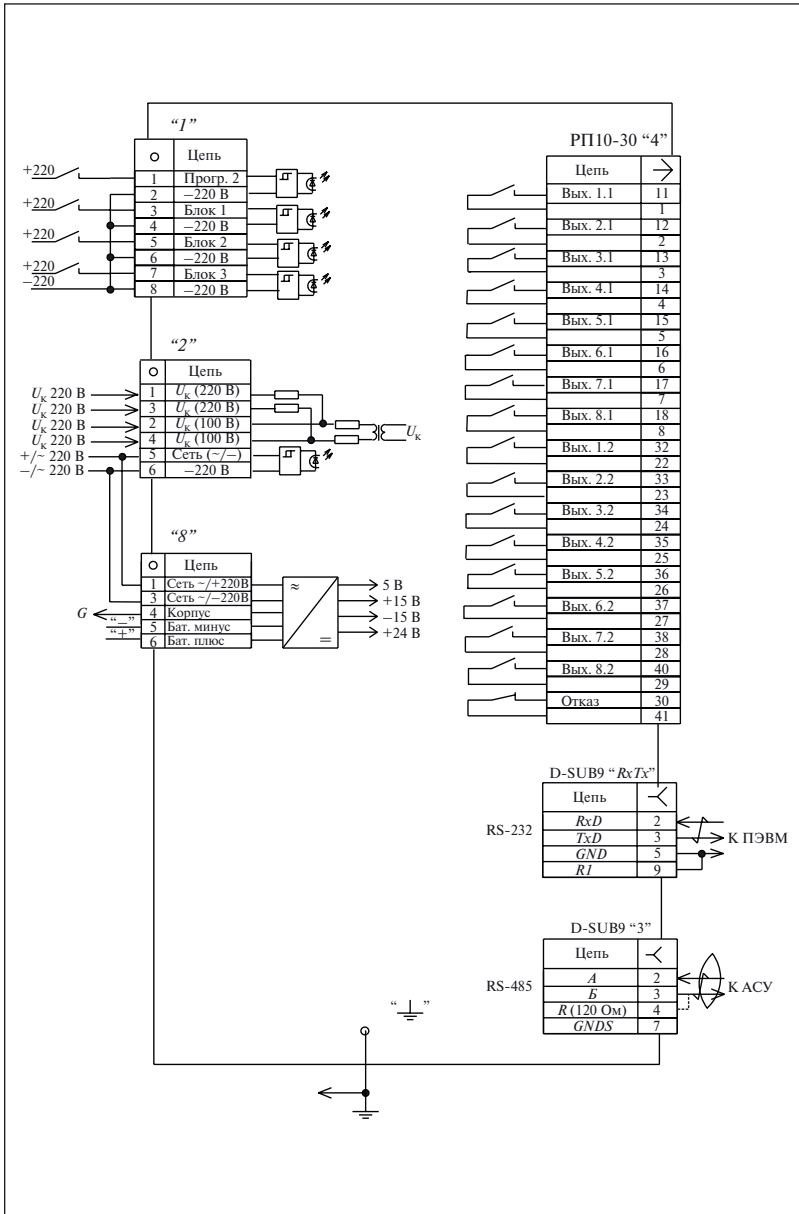 “1”
Цепь
+220
1 Прогр. 2
2 –220 В
+220
3 Блок 1
4 –220 В
+220
5 Блок 2
6 –220 В
+220
7 Блок 3
–220
8 –220 В
“2”
Цепь
Uк 220 В 1 Uк (220 В)
Uк 220 В 3 Uк (220 В)
Uк 220 В 2 Uк (100 В)
Uк 220 В 4 Uк (100 В)
Uк
+/~ 220 В 5 Сеть (~/–)
–/~ 220 В 6 –220 В
“8”
Цепь
1 Сеть ~/+220В
3 Сеть ~/–220В
G 4 Корпус
“–” 5 Бат. минус
“+” 6 Бат. плюс
≈
=
5 В
+15 В
–15 В
+24 В
РП10-30 “4”
Цепь
Вых. 1.1 11
1
Вых. 2.1 12
2
Вых. 3.1 13
3
Вых. 4.1 14
4
Вых. 5.1 15
5
Вых. 6.1 16
6
Вых. 7.1 17
7
Вых. 8.1 18
8
Вых. 1.2 32
22
Вых. 2.2 33
23
Вых. 3.2 34
24
Вых. 4.2 35
25
Вых. 5.2 36
26
Вых. 6.2 37
27
Вых. 7.2 38
28
Вых. 8.2 40
29
Отказ 30
41
D-SUB9 “RxTx”
Цепь
RS-232
RxD 2
TxD 3
GND 5
R1 9
К ПЭВМ
D-SUB9 “3”
Цепь
RS-485
А 2
Б 3
R (120 Ом) 4
GNDS 7
К АСУ
“ ”